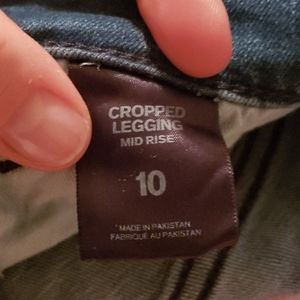 CROPPED
LEGGING
MID RISE
10
MADE IN PAKISTAN
FABRIQUÉ AU PAKISTAN